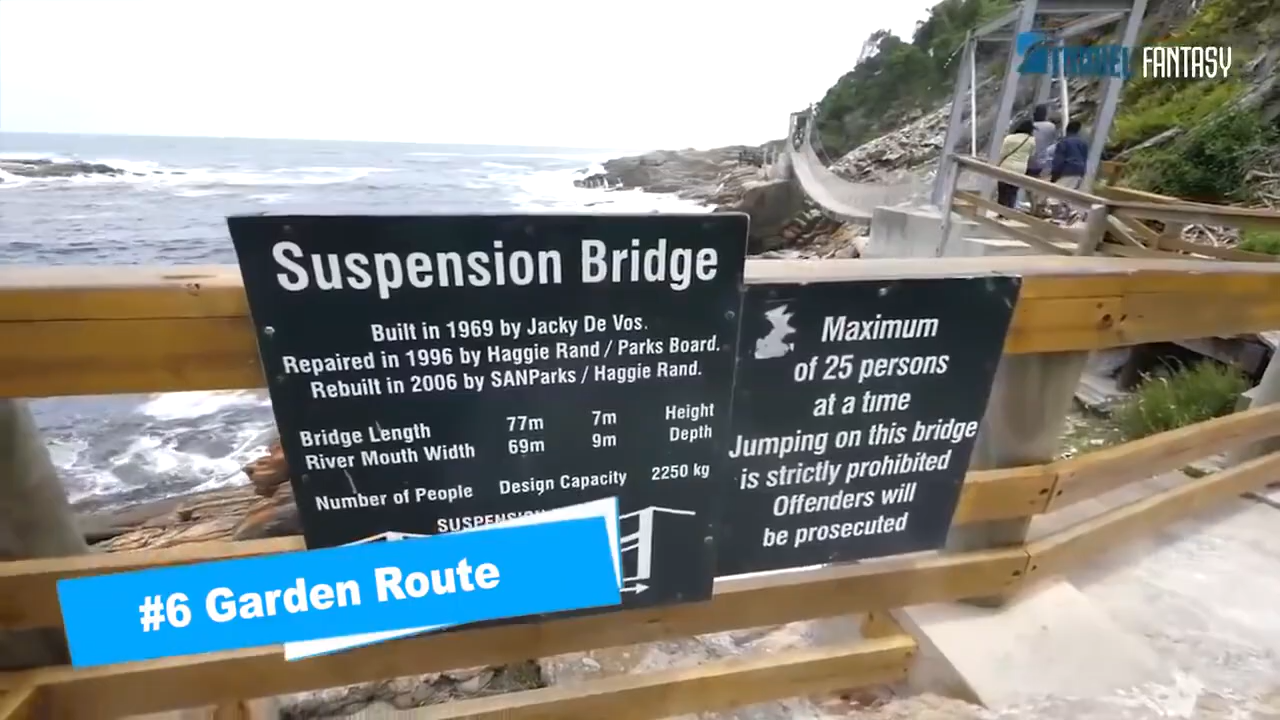 TRAVEL FANTASY
Suspension Bridge
Built in 1969 by Jacky De Vos.
Repaired in 1996 by Haggie Rand / Parks Board.
Rebuilt in 2006 by SANParks / Haggie Rand.
Bridge Length 77m 7m Height
River Mouth Width 69m 9m Depth
Number of People Design Capacity 2250 kg
SUSPENSION
Maximum
of 25 persons
at a time
Jumping on this bridge
is strictly prohibited
Offenders will
be prosecuted
#6 Garden Route